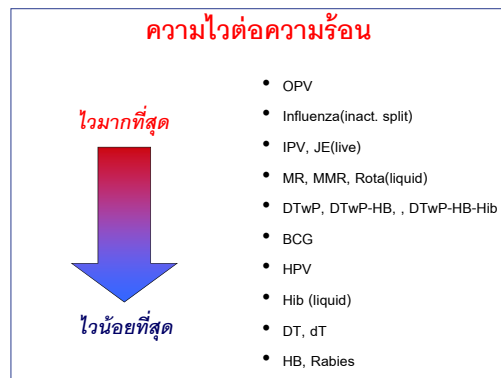 ความไวต่อความร้อน
ไวมากที่สุด
ไวน้อยที่สุด
• OPV
• Influenza(inact. split)
• IPV, JE(live)
• MR, MMR, Rota(liquid)
• DTwP, DTwP-HB, , DTwP-HB-Hib
• BCG
• HPV
• Hib (liquid)
• DT, dT
• HB, Rabies